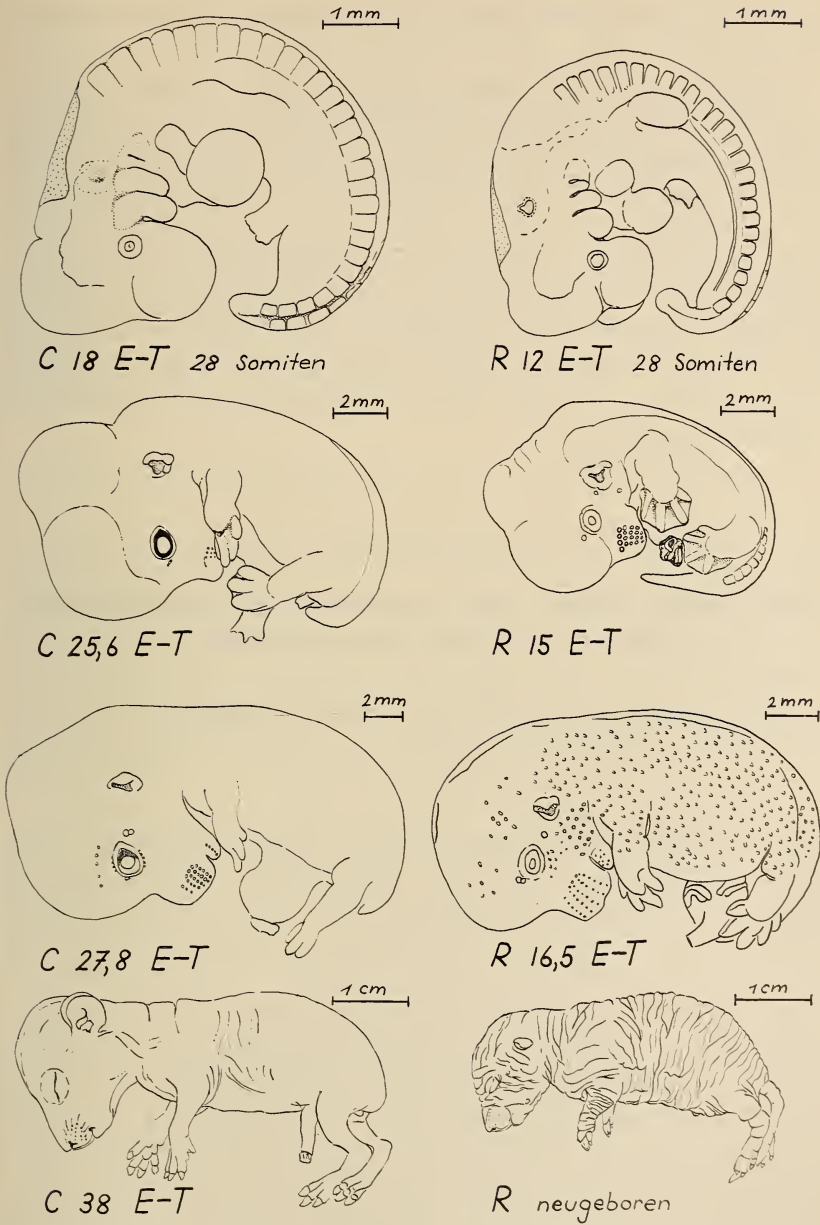 1 mm
1 mm
C 18 E-T 28 Somiten
R 12 E-T 28 Somiten
2 mm
2 mm
C 25,6 E-T
R 15 E-T
2 mm
2 mm
C 27,8 E-T
R 16,5 E-T
1 cm
1 cm
C 38 E-T
R neugeboren